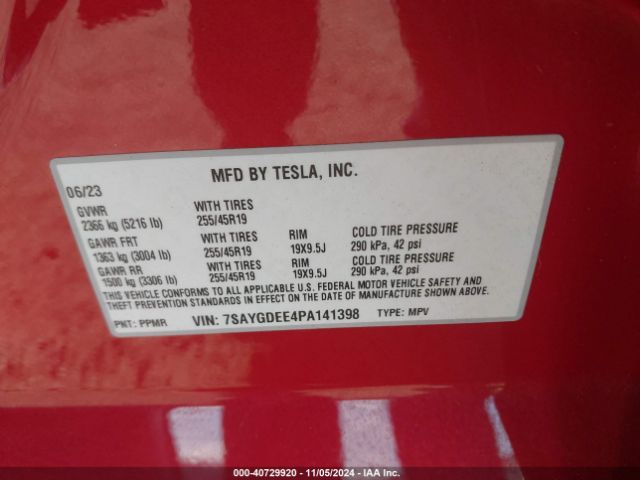 MFD BY TESLA, INC.
06/23
GVWR WITH TIRES
2366 kg (5216 lb) 255/45R19
GAWR FRT WITH TIRES RIM COLD TIRE PRESSURE
1363 kg (3004 lb) 255/45R19 19X9.5J 290 kPa, 42 psi
GAWR RR WITH TIRES RIM COLD TIRE PRESSURE
1500 kg (3306 lb) 255/45R19 19X9.5J 290 kPa, 42 psi
THIS VEHICLE CONFORMS TO ALL APPLICABLE U.S. FEDERAL MOTOR VEHICLE SAFETY AND
THEFT PREVENTION STANDARDS IN EFFECT ON THE DATE OF MANUFACTURE SHOWN ABOVE.
PNT: PPMR VIN: 7SAYGDEE4PA141398 TYPE: MPV
000-40729920 - 11/05/2024 - IAA Inc.